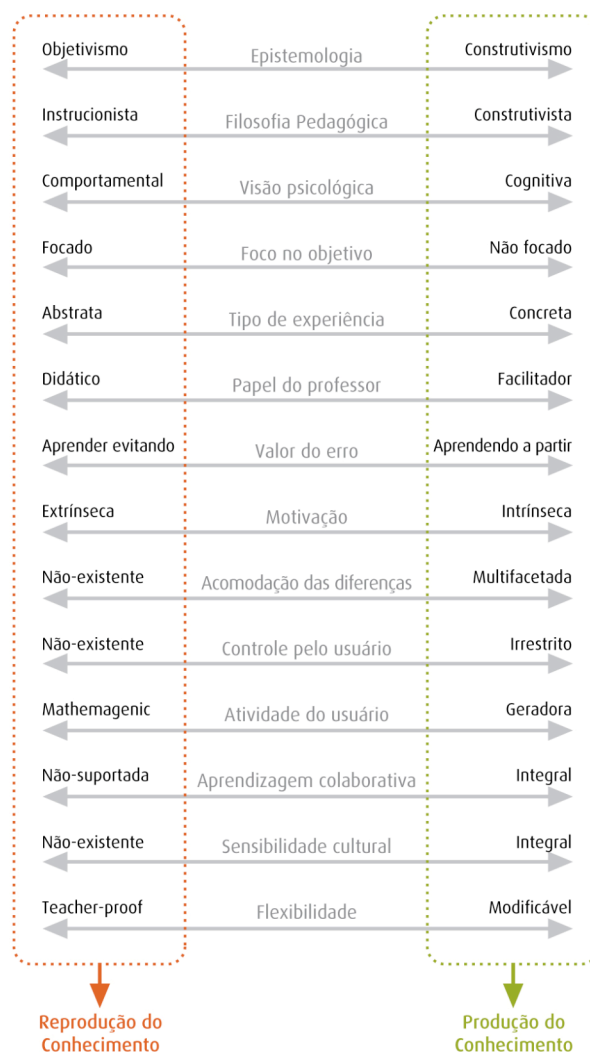 Objetivismo Epistemologia Construtivismo
Instrucionista Filosofia Pedagógica Construtivista
Comportamental Visão psicológica Cognitiva
Focado Foco no objetivo Não focado
Abstrata Tipo de experiência Concreta
Didático Papel do professor Facilitador
Aprender evitando Valor do erro Aprendendo a partir
Extrínseca Motivação Intrínseca
Não-existente Acomodação das diferenças Multifacetada
Não-existente Controle pelo usuário Irrestrito
Mathemagenic Atividade do usuário Geradora
Não-suportada Aprendizagem colaborativa Integral
Não-existente Sensibilidade cultural Integral
Teacher-proof Flexibilidade Modificável
Reprodução do
Conhecimento
Produção do
Conhecimento